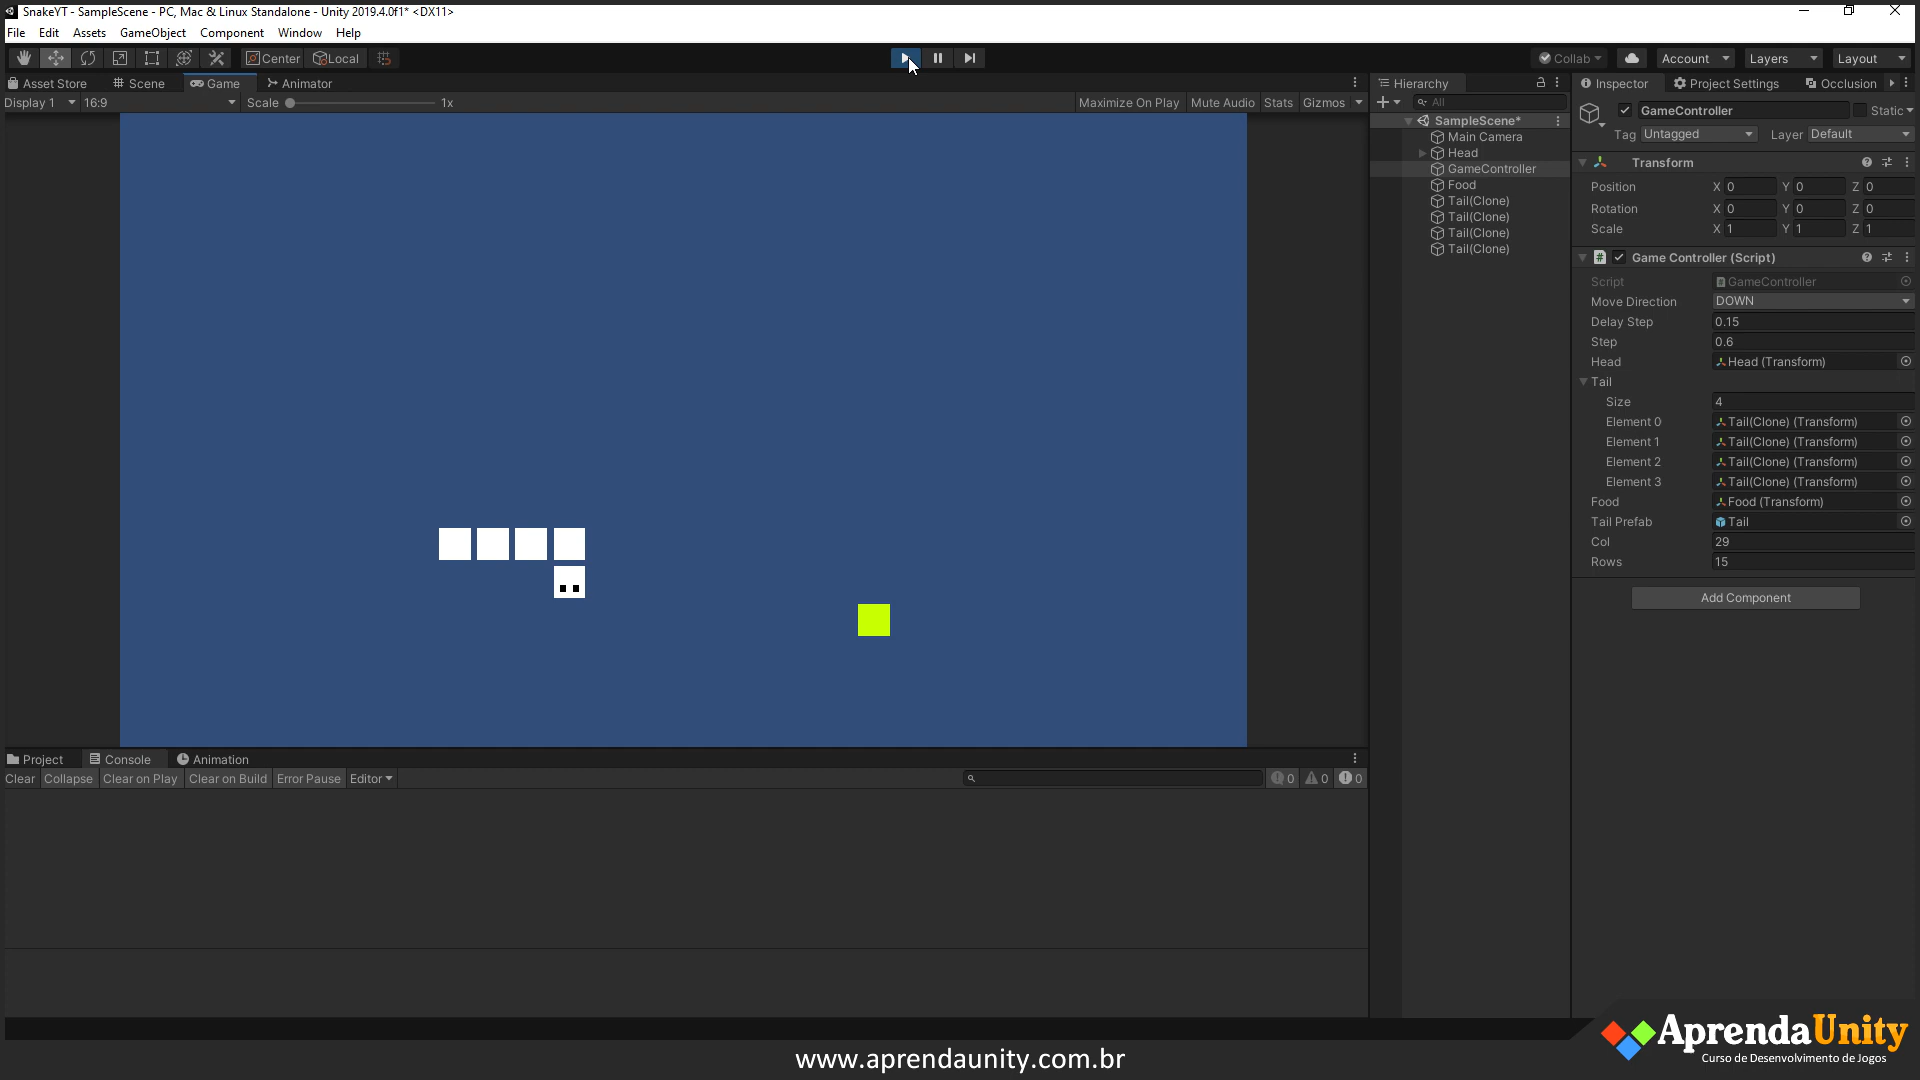 SnakeYT - SampleScene - PC, Mac & Linux Standalone - Unity 2019.4.0f1* <DX11>
File Edit Assets GameObject Component Window Help
Center Local Collab Account Layers Layout
Asset Store Scene Game Animator
Display 1 16:9 Scale 1x Maximize On Play Mute Audio Stats Gizmos
Hierarchy
All
SampleScene*
Main Camera
Head
GameController
Food
Tail(Clone)
Tail(Clone)
Tail(Clone)
Tail(Clone)
Inspector Project Settings Occlusion
GameController Static
Tag Untagged Layer Default
Transform
Position X 0 Y 0 Z 0
Rotation X 0 Y 0 Z 0
Scale X 1 Y 1 Z 1
# Game Controller (Script)
Script GameController
Move Direction DOWN
Delay Step 0.15
Step 0.6
Head Head (Transform)
Tail
Size 4
Element 0 Tail(Clone) (Transform)
Element 1 Tail(Clone) (Transform)
Element 2 Tail(Clone) (Transform)
Element 3 Tail(Clone) (Transform)
Food Food (Transform)
Tail Prefab Tail
Col 29
Rows 15
Add Component
Project Console Animation
Clear Collapse Clear on Play Clear on Build Error Pause Editor 0 0 0
AprendaUnity
Curso de Desenvolvimento de Jogos
www.aprendaunity.com.br